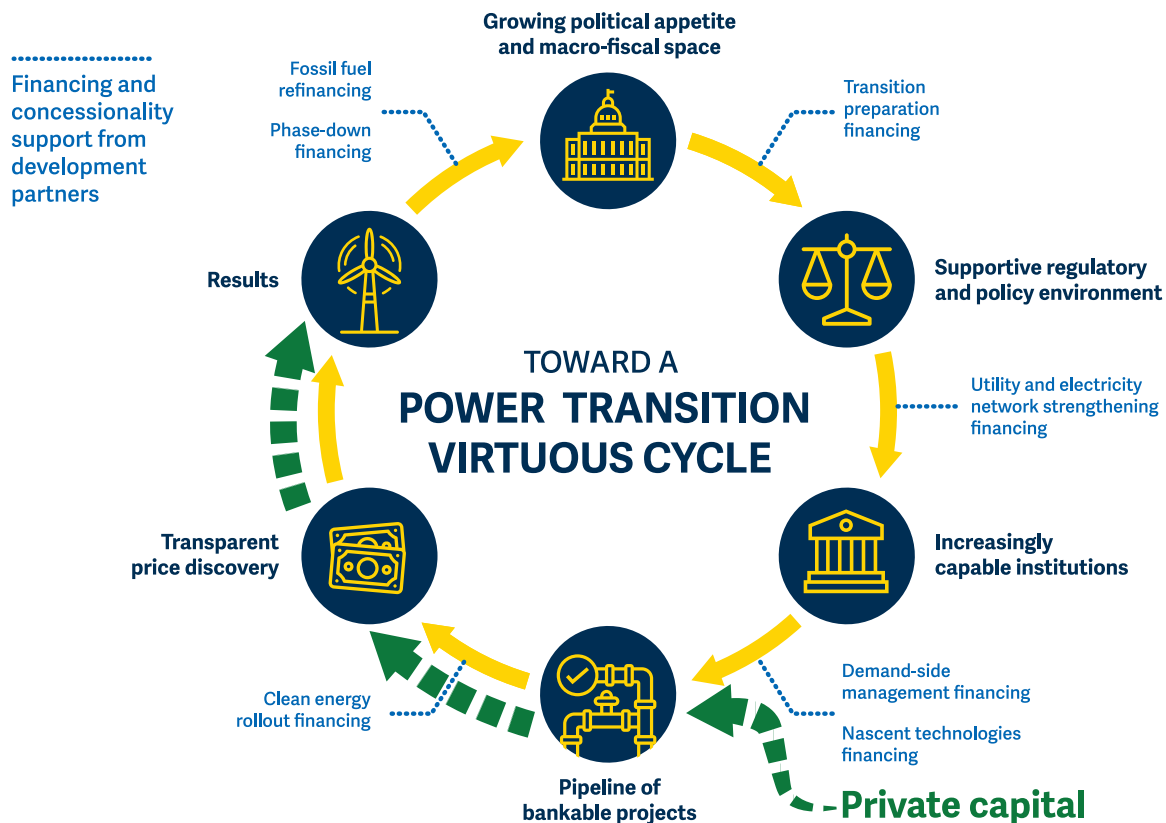 Growing political appetite
and macro-fiscal space
Financing and
concessionality
support from
development
partners
Fossil fuel
refinancing
Phase-down
financing
Transition
preparation
financing
Results
Supportive regulatory
and policy environment
TOWARD A
POWER TRANSITION
VIRTUOUS CYCLE
Utility and electricity
network strengthening
financing
Transparent
price discovery
Increasingly
capable institutions
Clean energy
rollout financing
Demand-side
management financing
Nascent technologies
financing
Pipeline of
bankable projects
Private capital